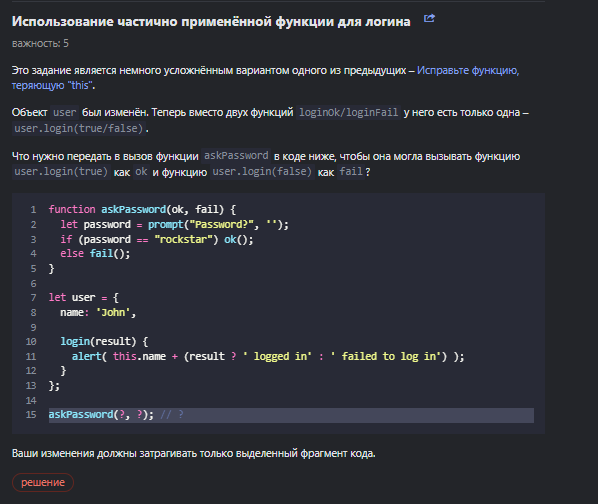 Использование частично применённой функции для логина
важность: 5
Это задание является немного усложнённым вариантом одного из предыдущих – Исправьте функцию,
теряющую "this".
Объект user был изменён. Теперь вместо двух функций loginOk/loginFail у него есть только одна –
user.login(true/false).
Что нужно передать в вызов функции askPassword в коде ниже, чтобы она могла вызывать функцию
user.login(true) как ok и функцию user.login(false) как fail?
1 function askPassword(ok, fail) {
2   let password = prompt("Password?", '');
3   if (password == "rockstar") ok();
4   else fail();
5 }
6
7 let user = {
8   name: 'John',
9
10   login(result) {
11     alert( this.name + (result ? ' logged in' : ' failed to log in') );
12   }
13 };
14
15 askPassword(?, ?); // ?
Ваши изменения должны затрагивать только выделенный фрагмент кода.
решение